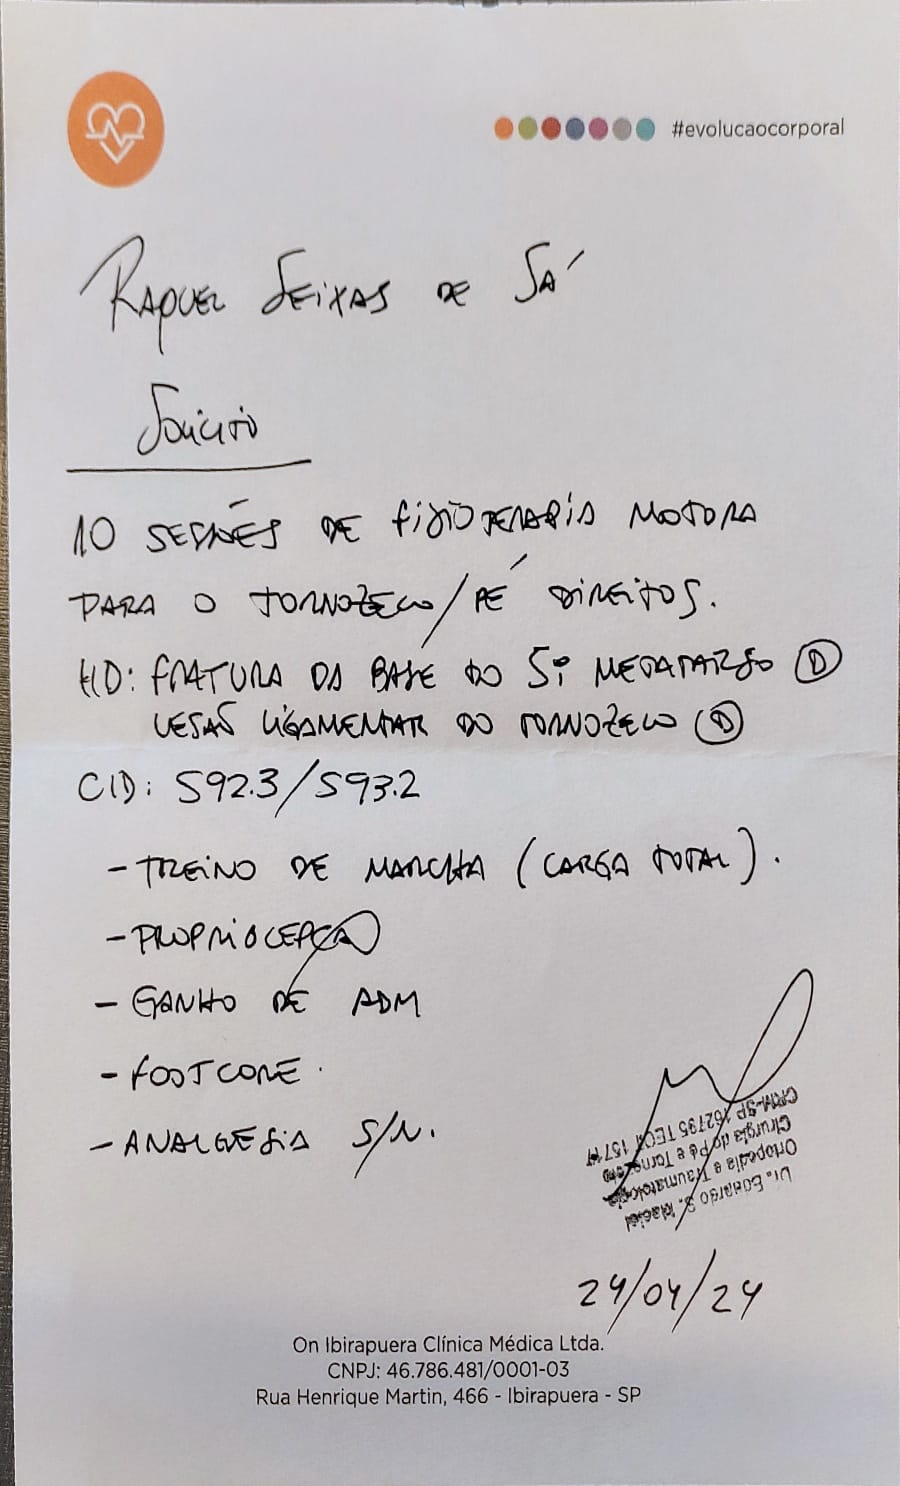 #evolucaocorporal
Raquel Seixas de Sá
Solicito
10 sessões de fisioterapia motora
para o tornozelo/pé direitos.
HD: fratura da base do 5º metatarso (D)
lesão ligamentar do tornozelo (D)
CID: S92.3/S93.2
- Treino de marcha (carga total).
- Propriocepção
- Ganho de ADM
- Footcore
- Analgesia S/N.
Dr. Eduardo S. Maciel
Ortopedia e Traumatologia
Cirurgia do Pé e Tornozelo
CRM-SP 162795 TEOT
24/04/24
On Ibirapuera Clínica Médica Ltda.
CNPJ: 46.786.481/0001-03
Rua Henrique Martin, 466 - Ibirapuera - SP